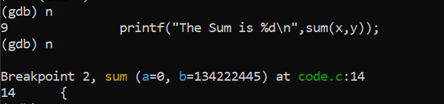 (gdb) n
9 printf("The Sum is %d\n",sum(x,y));
(gdb) n
Breakpoint 2, sum (a=0, b=134222445) at code.c:14
14 {